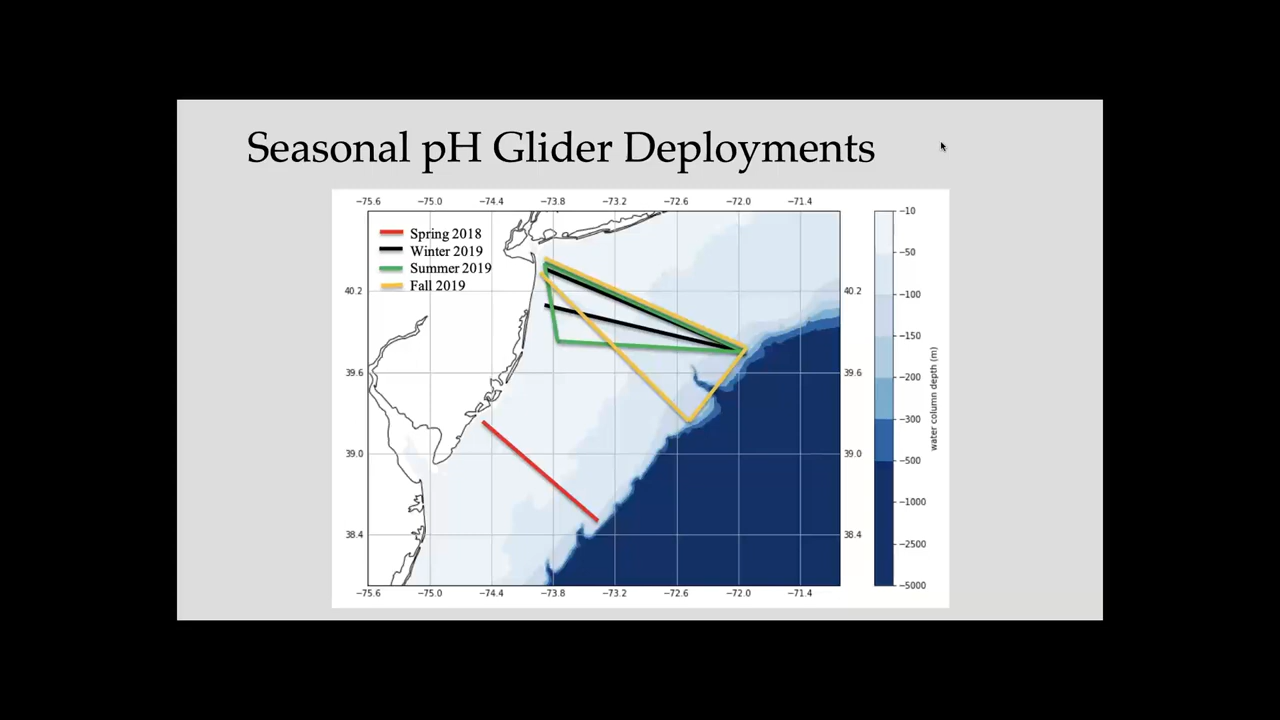 Seasonal pH Glider Deployments
−75.6 −75.0 −74.4 −73.8 −73.2 −72.6 −72.0 −71.4
Spring 2018
Winter 2019
Summer 2019
Fall 2019
40.2 40.2
39.6 39.6
39.0 39.0
38.4 38.4
−75.6 −75.0 −74.4 −73.8 −73.2 −72.6 −72.0 −71.4
−10
−50
−100
−150
−200
−300
−500
−1000
−2500
−5000
water column depth (m)